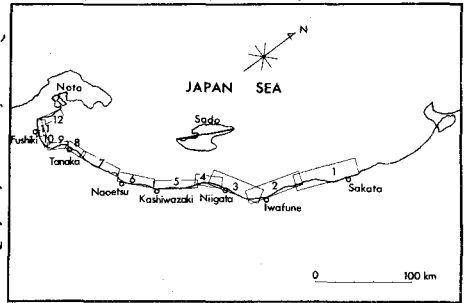 N
JAPAN SEA
Noto
Sado
12
11
Fushiki
10 9 8
Tanaka
7
6
Naoetsu
5
Kashiwazaki
4
Niigata
3
2
Iwafune
1
Sakata
0 100 km